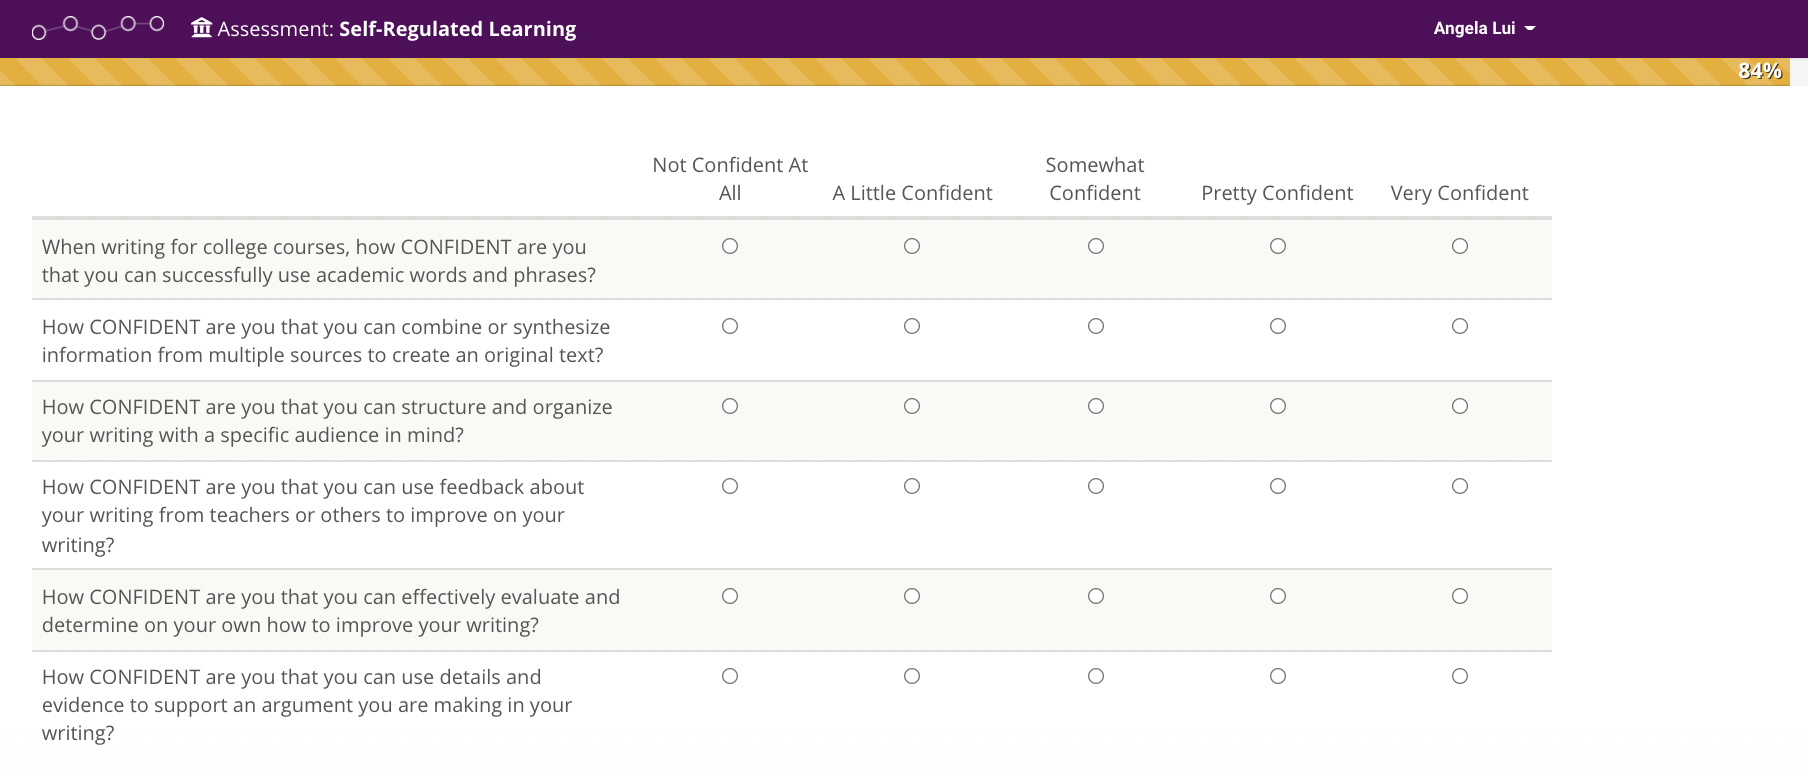 Assessment: Self-Regulated Learning
Angela Lui
84%
Not Confident At
All
A Little Confident
Somewhat
Confident
Pretty Confident
Very Confident
When writing for college courses, how CONFIDENT are you
that you can successfully use academic words and phrases?
How CONFIDENT are you that you can combine or synthesize
information from multiple sources to create an original text?
How CONFIDENT are you that you can structure and organize
your writing with a specific audience in mind?
How CONFIDENT are you that you can use feedback about
your writing from teachers or others to improve on your
writing?
How CONFIDENT are you that you can effectively evaluate and
determine on your own how to improve your writing?
How CONFIDENT are you that you can use details and
evidence to support an argument you are making in your
writing?